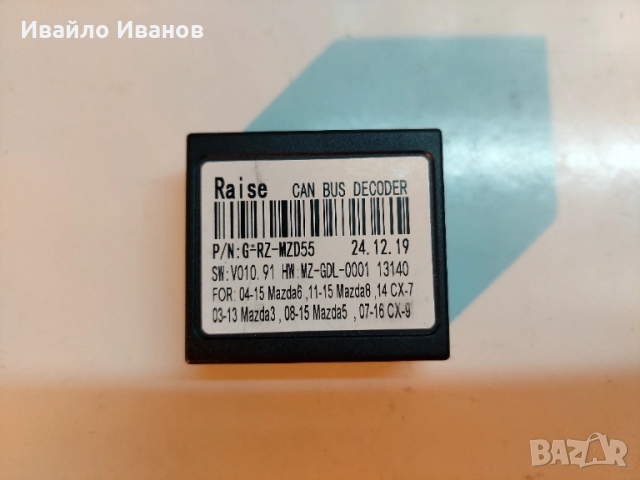 Ивайло Иванов
Raise CAN BUS DECODER
P/N:G-RZ-MZD55 24.12.19
SW:V010.91 HW:MZ-GDL-0001 13140
FOR: 04-15 Mazda6 ,11-15 Mazda8 ,14 CX-7
03-13 Mazda3 , 08-15 Mazda5 , 07-16 CX-9
BAZAR